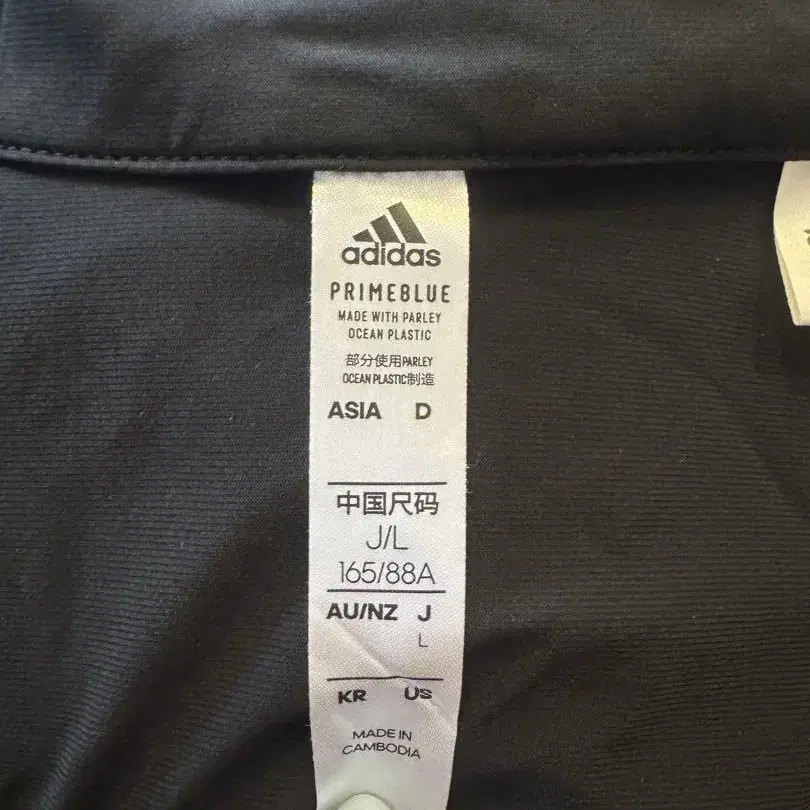 adidas
PRIMEBLUE
MADE WITH PARLEY
OCEAN PLASTIC
部分使用PARLEY
OCEAN PLASTIC制造
ASIA D
中国尺码
J/L
165/88A
AU/NZ J
L
KR US
MADE IN
CAMBODIA